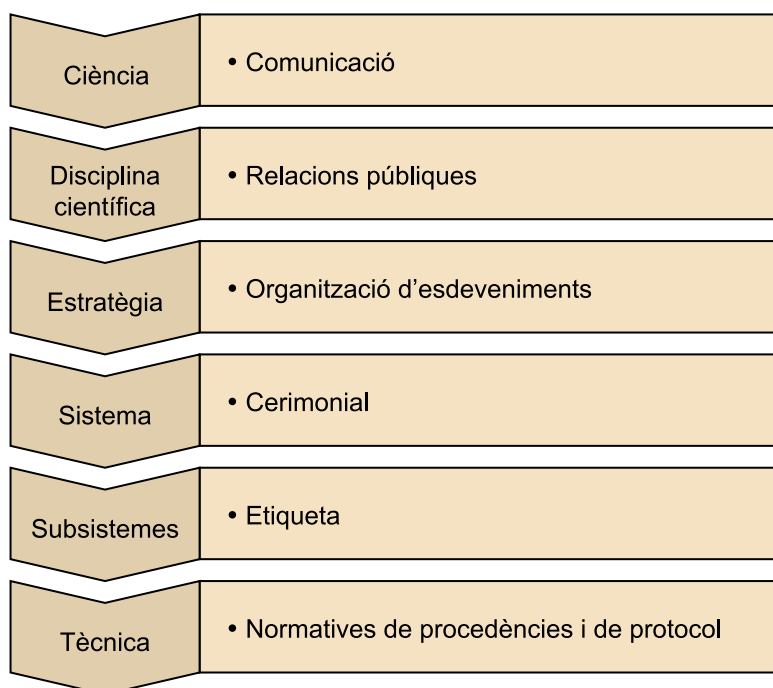 Ciència
• Comunicació
Disciplina
científica
• Relacions públiques
Estratègia
• Organització d’esdeveniments
Sistema
• Cerimonial
Subsistemes
• Etiqueta
Tècnica
• Normatives de procedències i de protocol